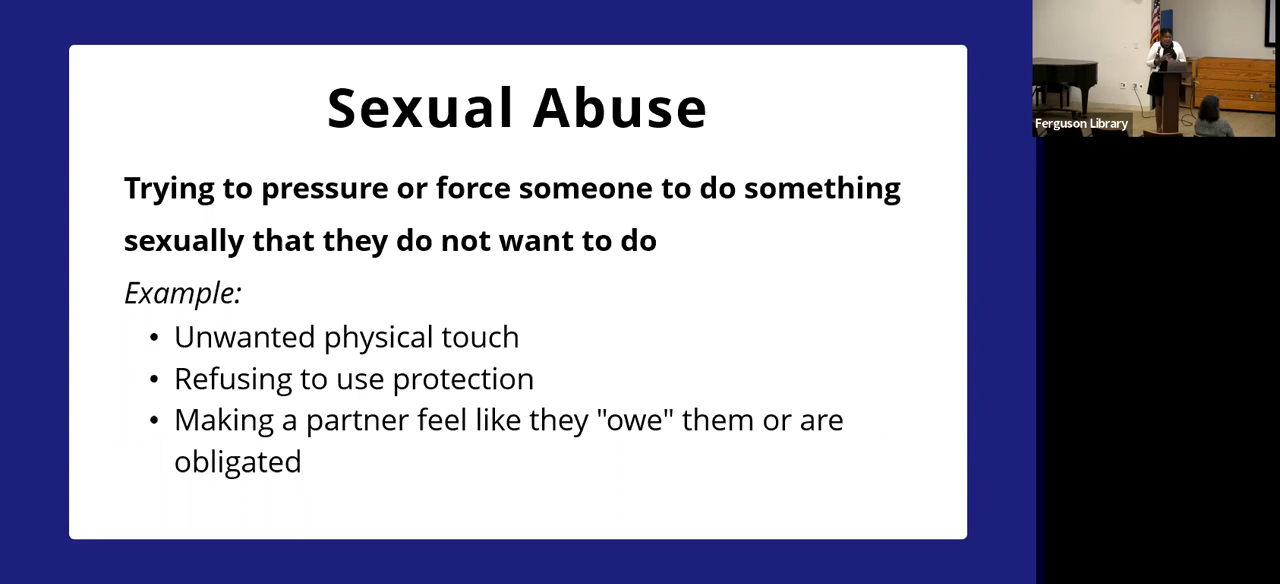 Sexual Abuse
Trying to pressure or force someone to do something
sexually that they do not want to do
Example:
• Unwanted physical touch
• Refusing to use protection
• Making a partner feel like they "owe" them or are
obligated
Ferguson Library